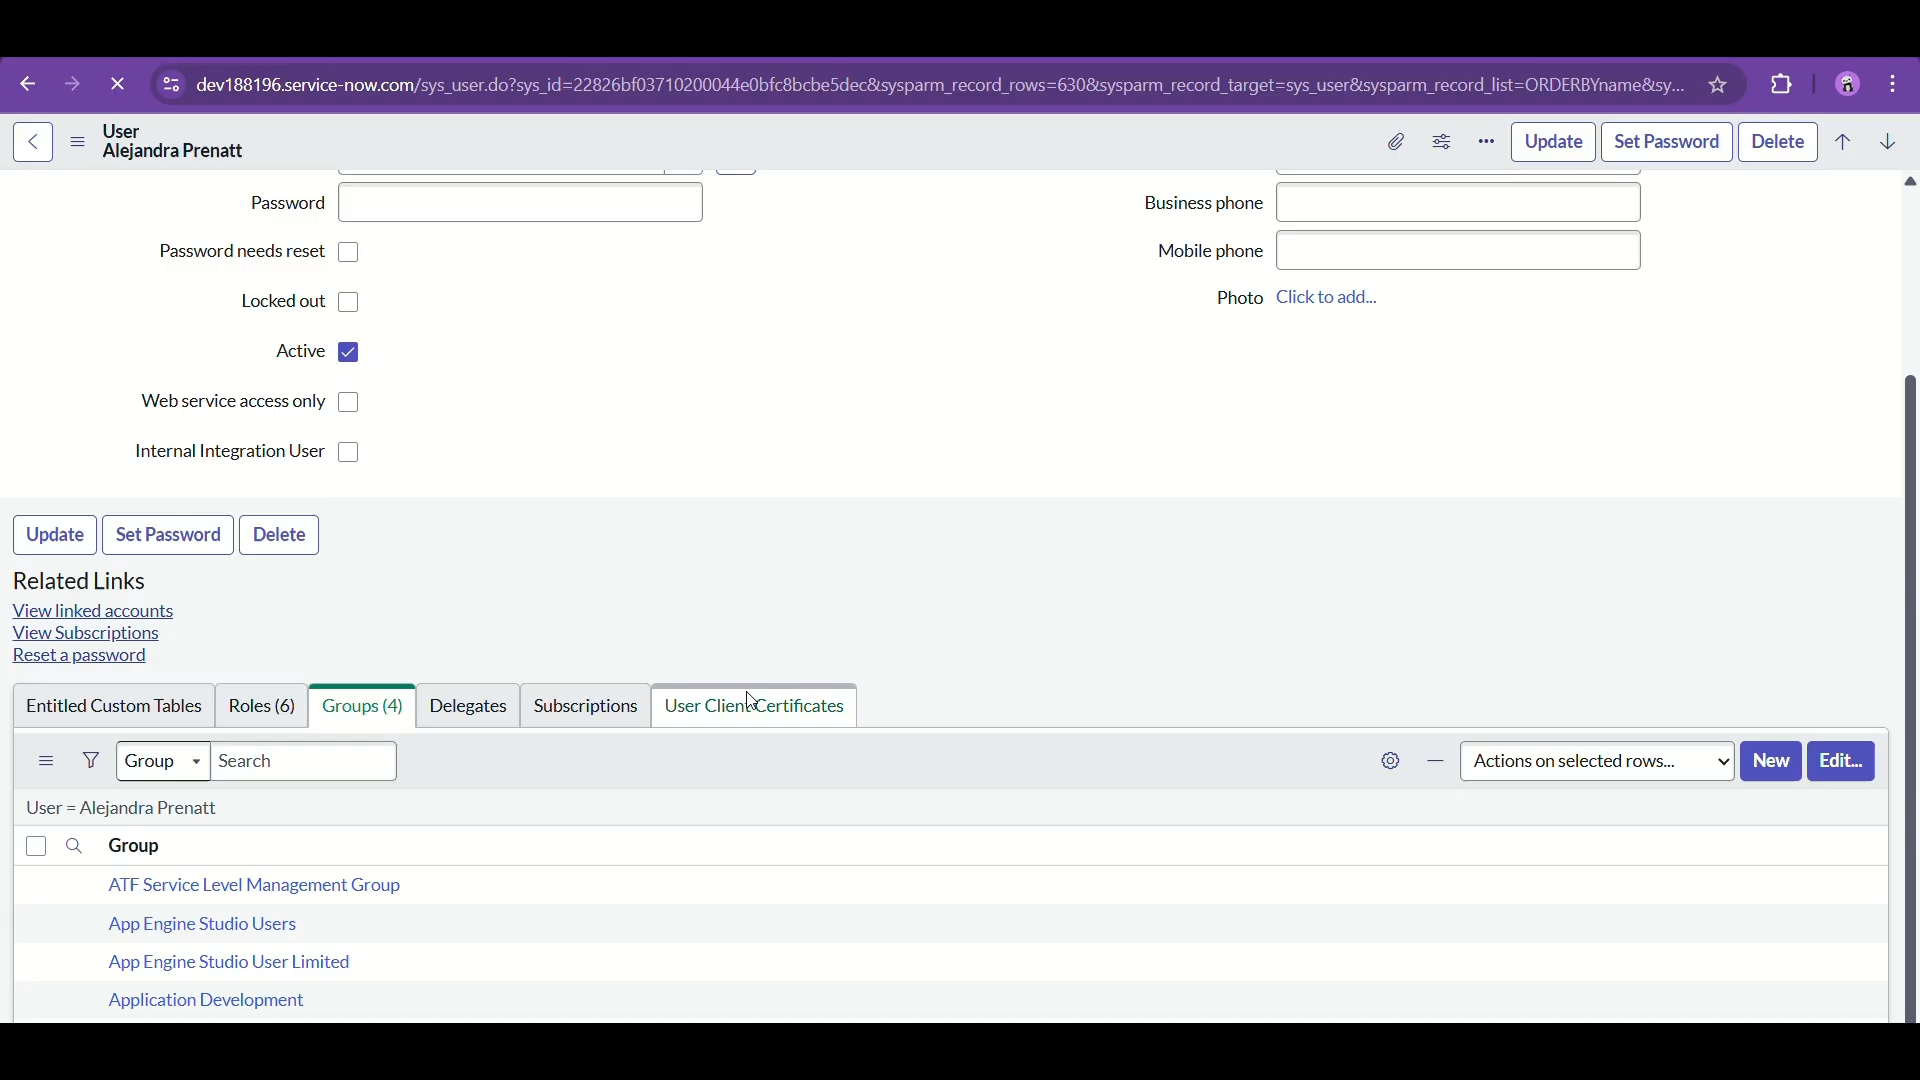 dev188196.service-now.com/sys_user.do?sys_id=22826bf03710200044e0bfc8bcbe5dec&sysparm_record_rows=630&sysparm_record_target=sys_user&sysparm_record_list=ORDERBYname&sy...
User
Alejandra Prenatt
Update
Set Password
Delete
Password
Business phone
Password needs reset
Mobile phone
Locked out
Photo Click to add...
Active
Web service access only
Internal Integration User
Update
Set Password
Delete
Related Links
View linked accounts
View Subscriptions
Reset a password
Entitled Custom Tables
Roles (6)
Groups (4)
Delegates
Subscriptions
User Client Certificates
Group
Search
Actions on selected rows...
New
Edit...
User = Alejandra Prenatt
Group
ATF Service Level Management Group
App Engine Studio Users
App Engine Studio User Limited
Application Development